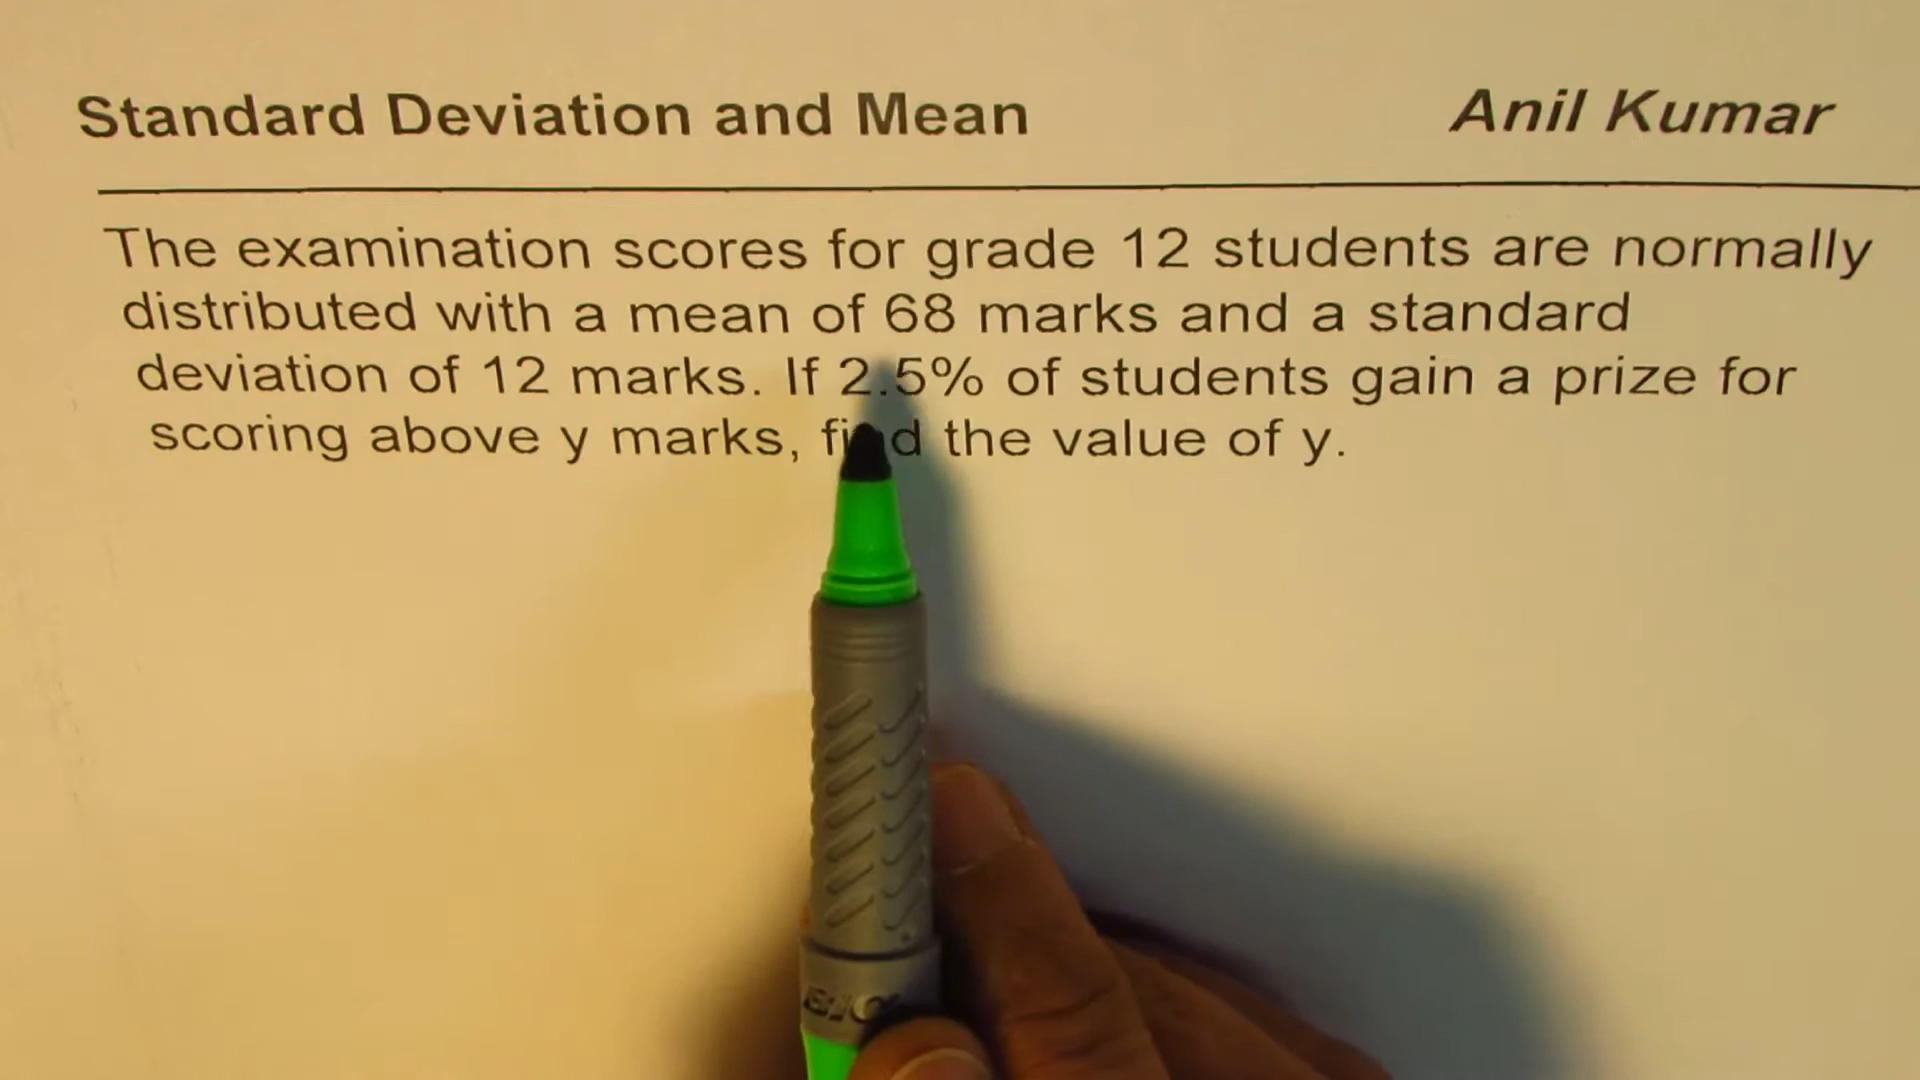 Standard Deviation and Mean Anil Kumar
The examination scores for grade 12 students are normally
distributed with a mean of 68 marks and a standard
deviation of 12 marks. If 2.5% of students gain a prize for
scoring above y marks, find the value of y.